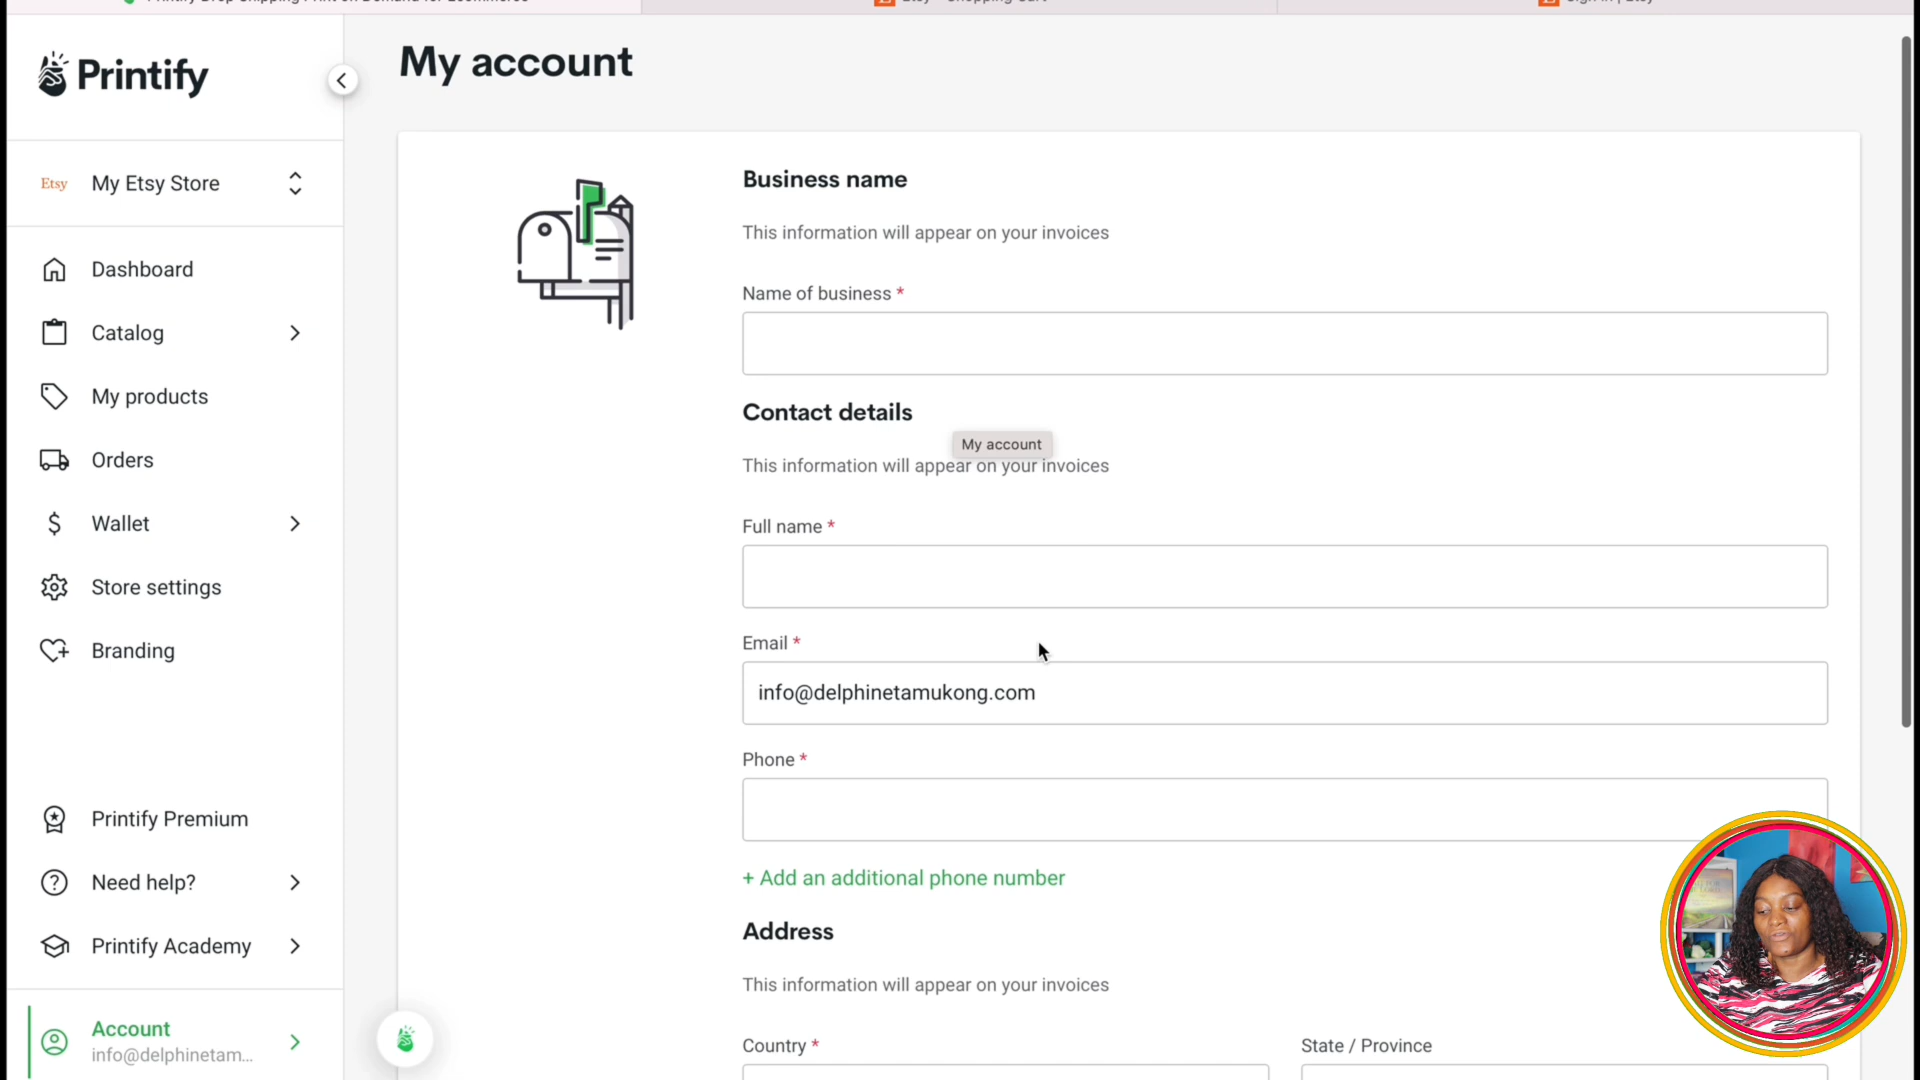 Printify
My account
Etsy My Etsy Store
Dashboard
Catalog
My products
Orders
Wallet
Store settings
Branding
Printify Premium
Need help?
Printify Academy
Account
info@delphinetam...
Business name
This information will appear on your invoices
Name of business *
Contact details
My account
This information will appear on your invoices
Full name *
Email *
info@delphinetamukong.com
Phone *
+ Add an additional phone number
Address
This information will appear on your invoices
Country *
State / Province